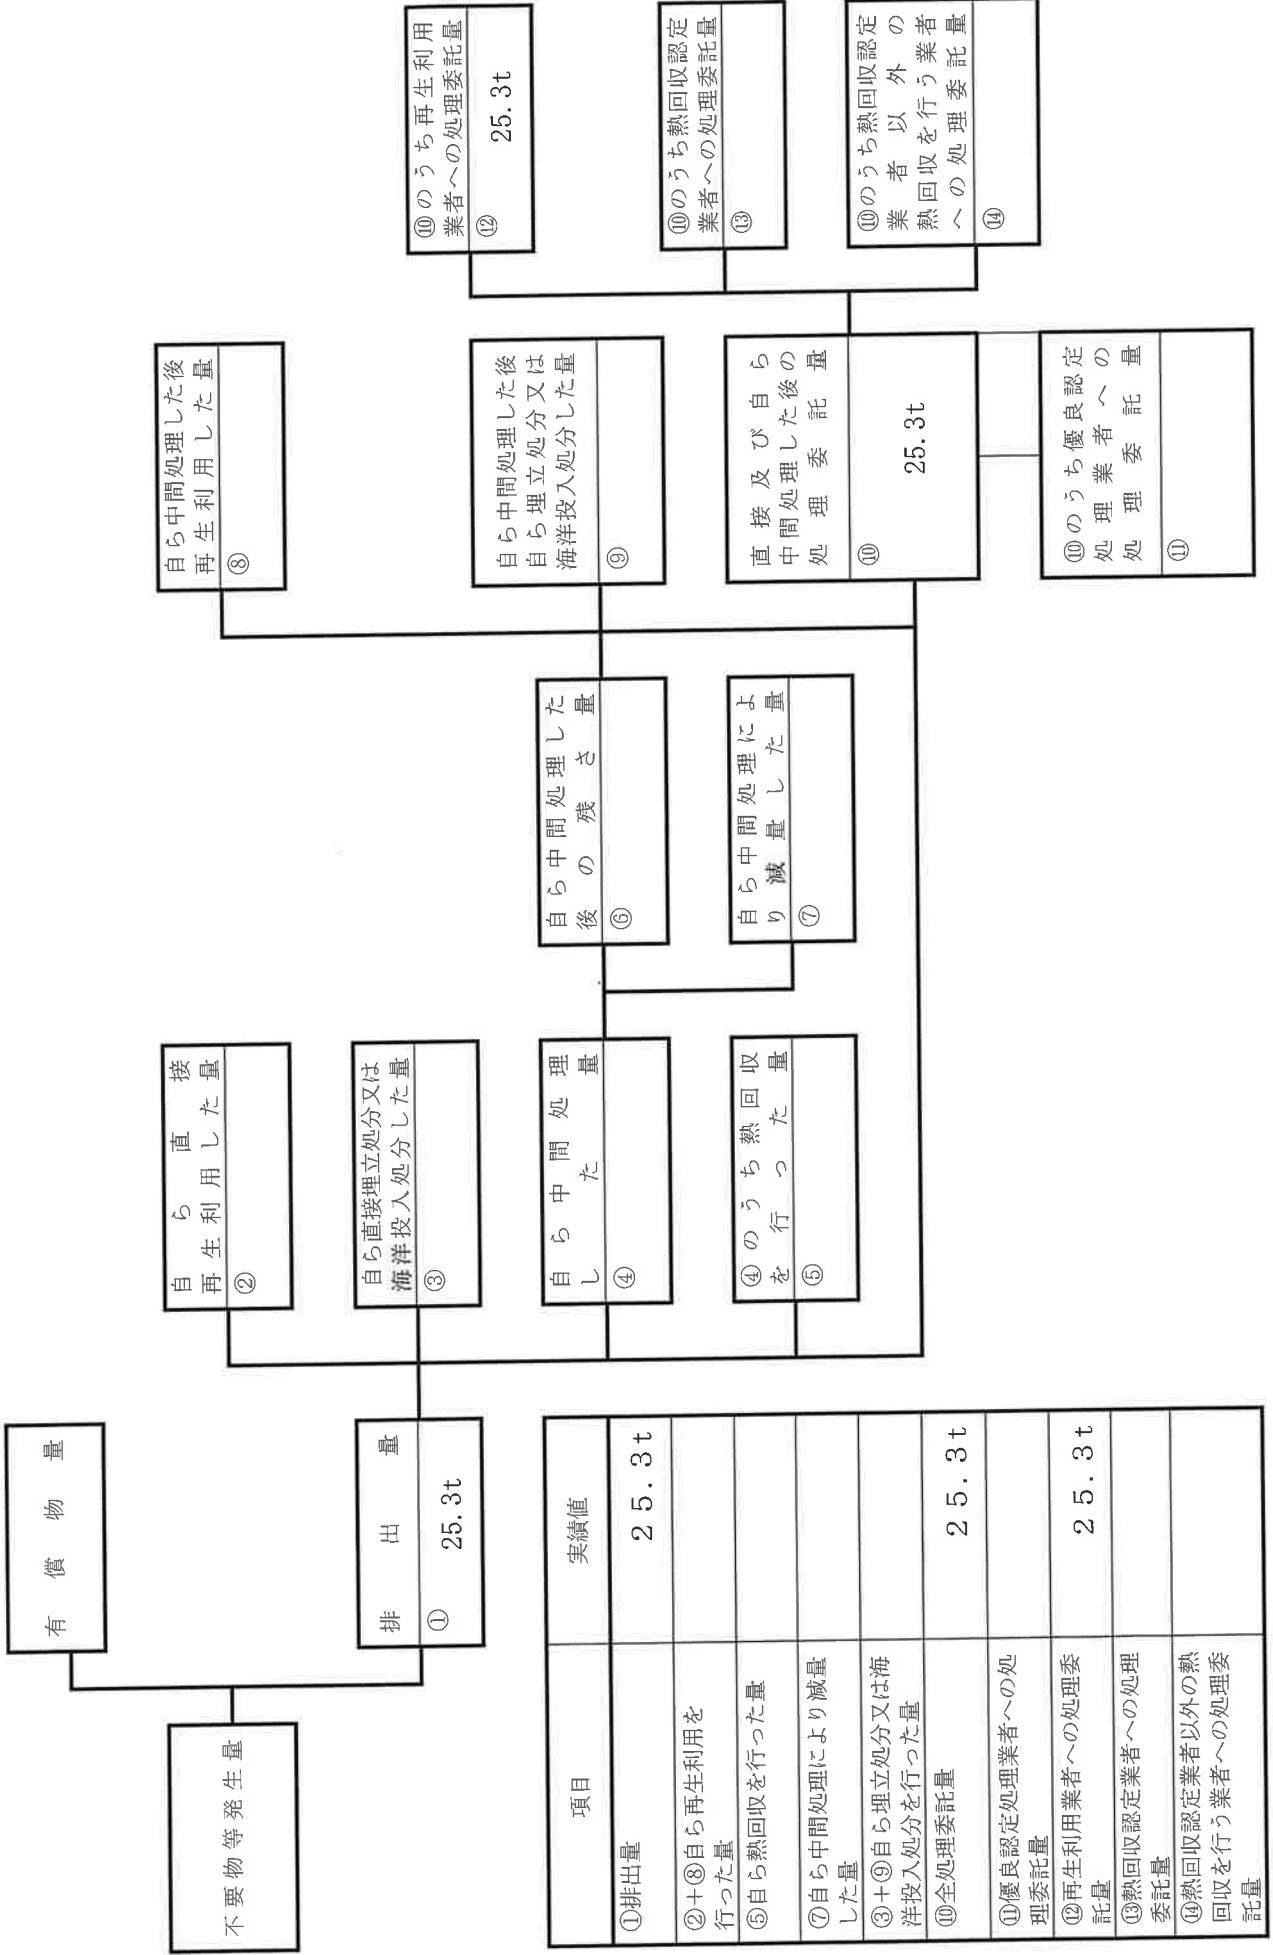 不要物等発生量
有償物量
排出量
① 25.3t
自ら直接
再生利用した量
②
自ら直接埋立処分又は
海洋投入処分した量
③
自ら中間処理
した量
④
④のうち熱回収
を行った量
⑤
自ら中間処理した
後の残さ量
⑥
自ら中間処理によ
り減量した量
⑦
自ら中間処理した後
再生利用した量
⑧
自ら中間処理した後
自ら埋立処分又は
海洋投入処分した量
⑨
直接及び自ら
中間処理した後の
処理委託量
⑩ 25.3t
⑩のうち優良認定
処理業者への
処理委託量
⑪
⑩のうち再生利用
業者への処理委託量
⑫ 25.3t
⑩のうち熱回収認定
業者への処理委託量
⑬
⑩のうち熱回収認定
業者以外の
熱回収を行う業者
への処理委託量
⑭
項目 実績値
①排出量 25.3t
②+⑧自ら再生利用を
行った量
⑤自ら熱回収を行った量
⑦自ら中間処理により減量
した量
③+⑨自ら埋立処分又は海
洋投入処分を行った量
⑩全処理委託量 25.3t
⑪優良認定処理業者への処
理委託量
⑫再生利用業者への処理委
託量 25.3t
⑬熱回収認定業者への処理
委託量
⑭熱回収認定業者以外の熱
回収を行う業者への処理委
託量